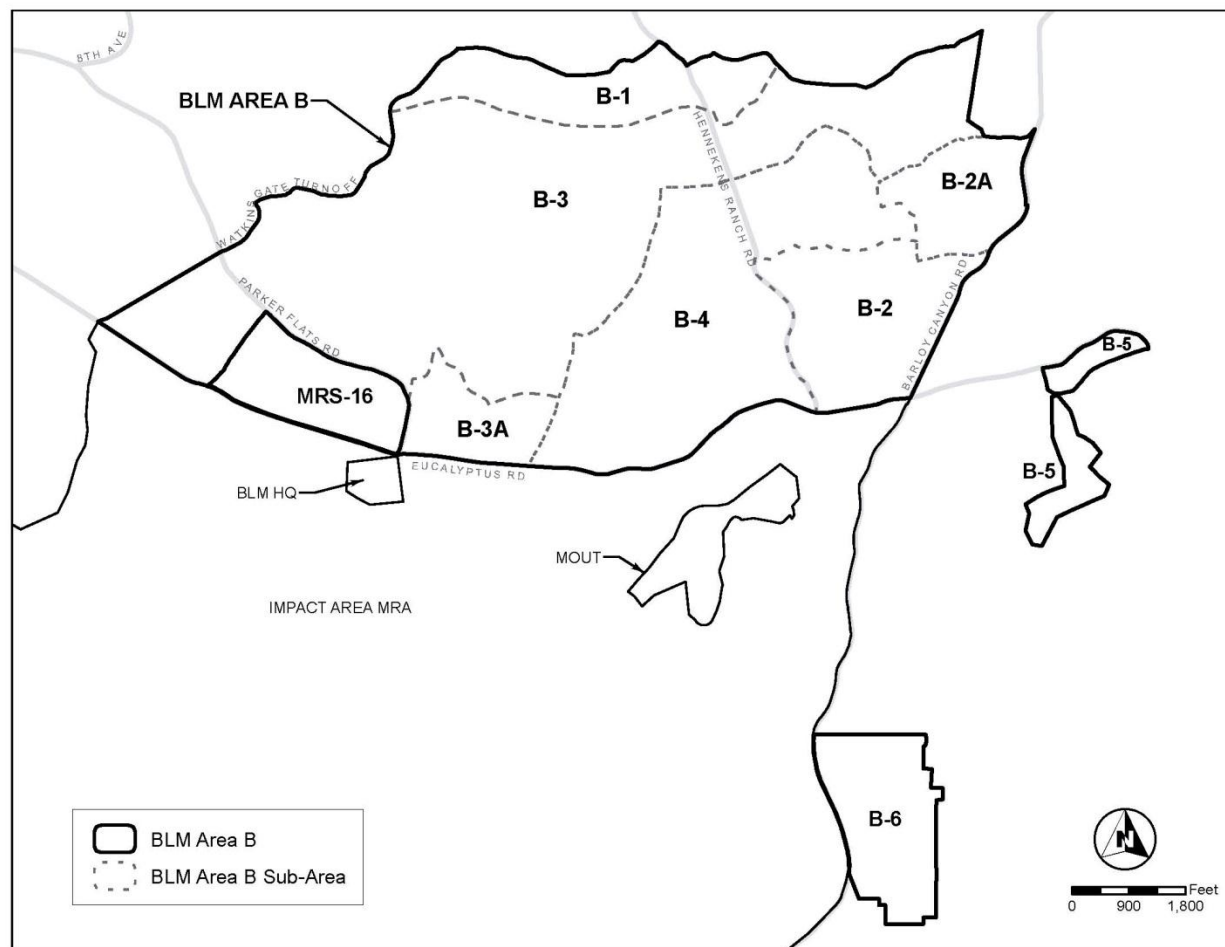 8TH AVE
B-1
BLM AREA B
HENNEKENS RANCH RD
B-2A
WATKINS GATE TURNOFF
B-3
PARKER FLATS RD
B-4
B-2
BARLOY CANYON RD
B-5
MRS-16
B-3A
EUCALYPTUS RD
B-5
BLM HQ
MOUT
IMPACT AREA MRA
B-6
BLM Area B
BLM Area B Sub-Area
N
Feet
0 900 1,800